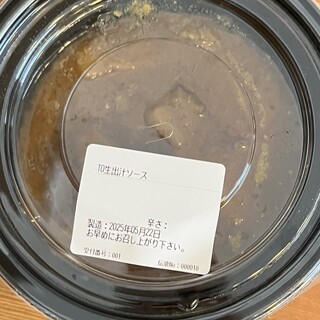 TO生出汁ソース
辛さ:
製造:2025年05月22日
お早めにお召し上がり下さい。
受付番号:001 伝票No:000018